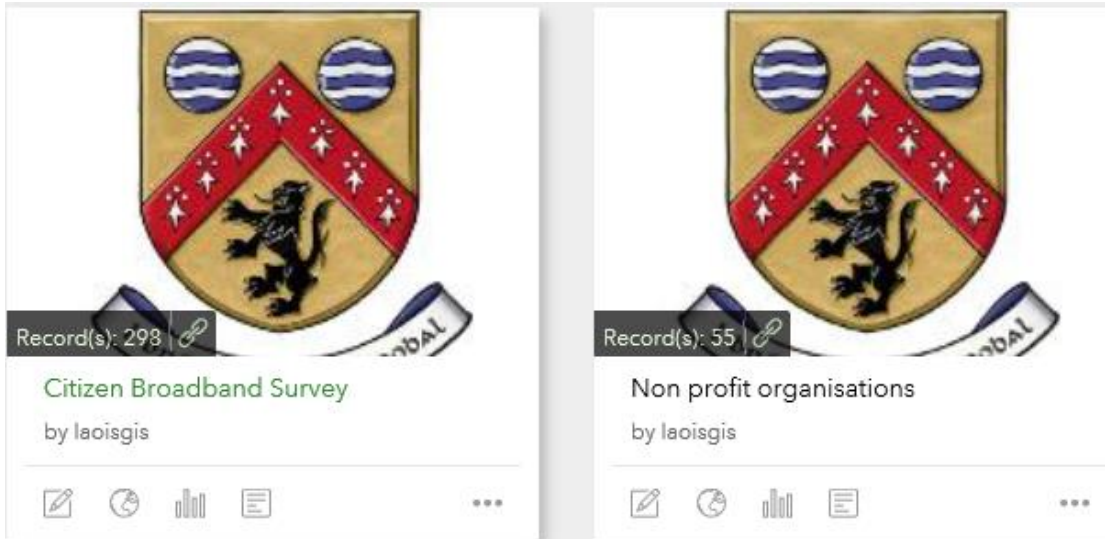 Record(s): 298
Citizen Broadband Survey
by laoisgis
Record(s): 55
Non profit organisations
by laoisgis